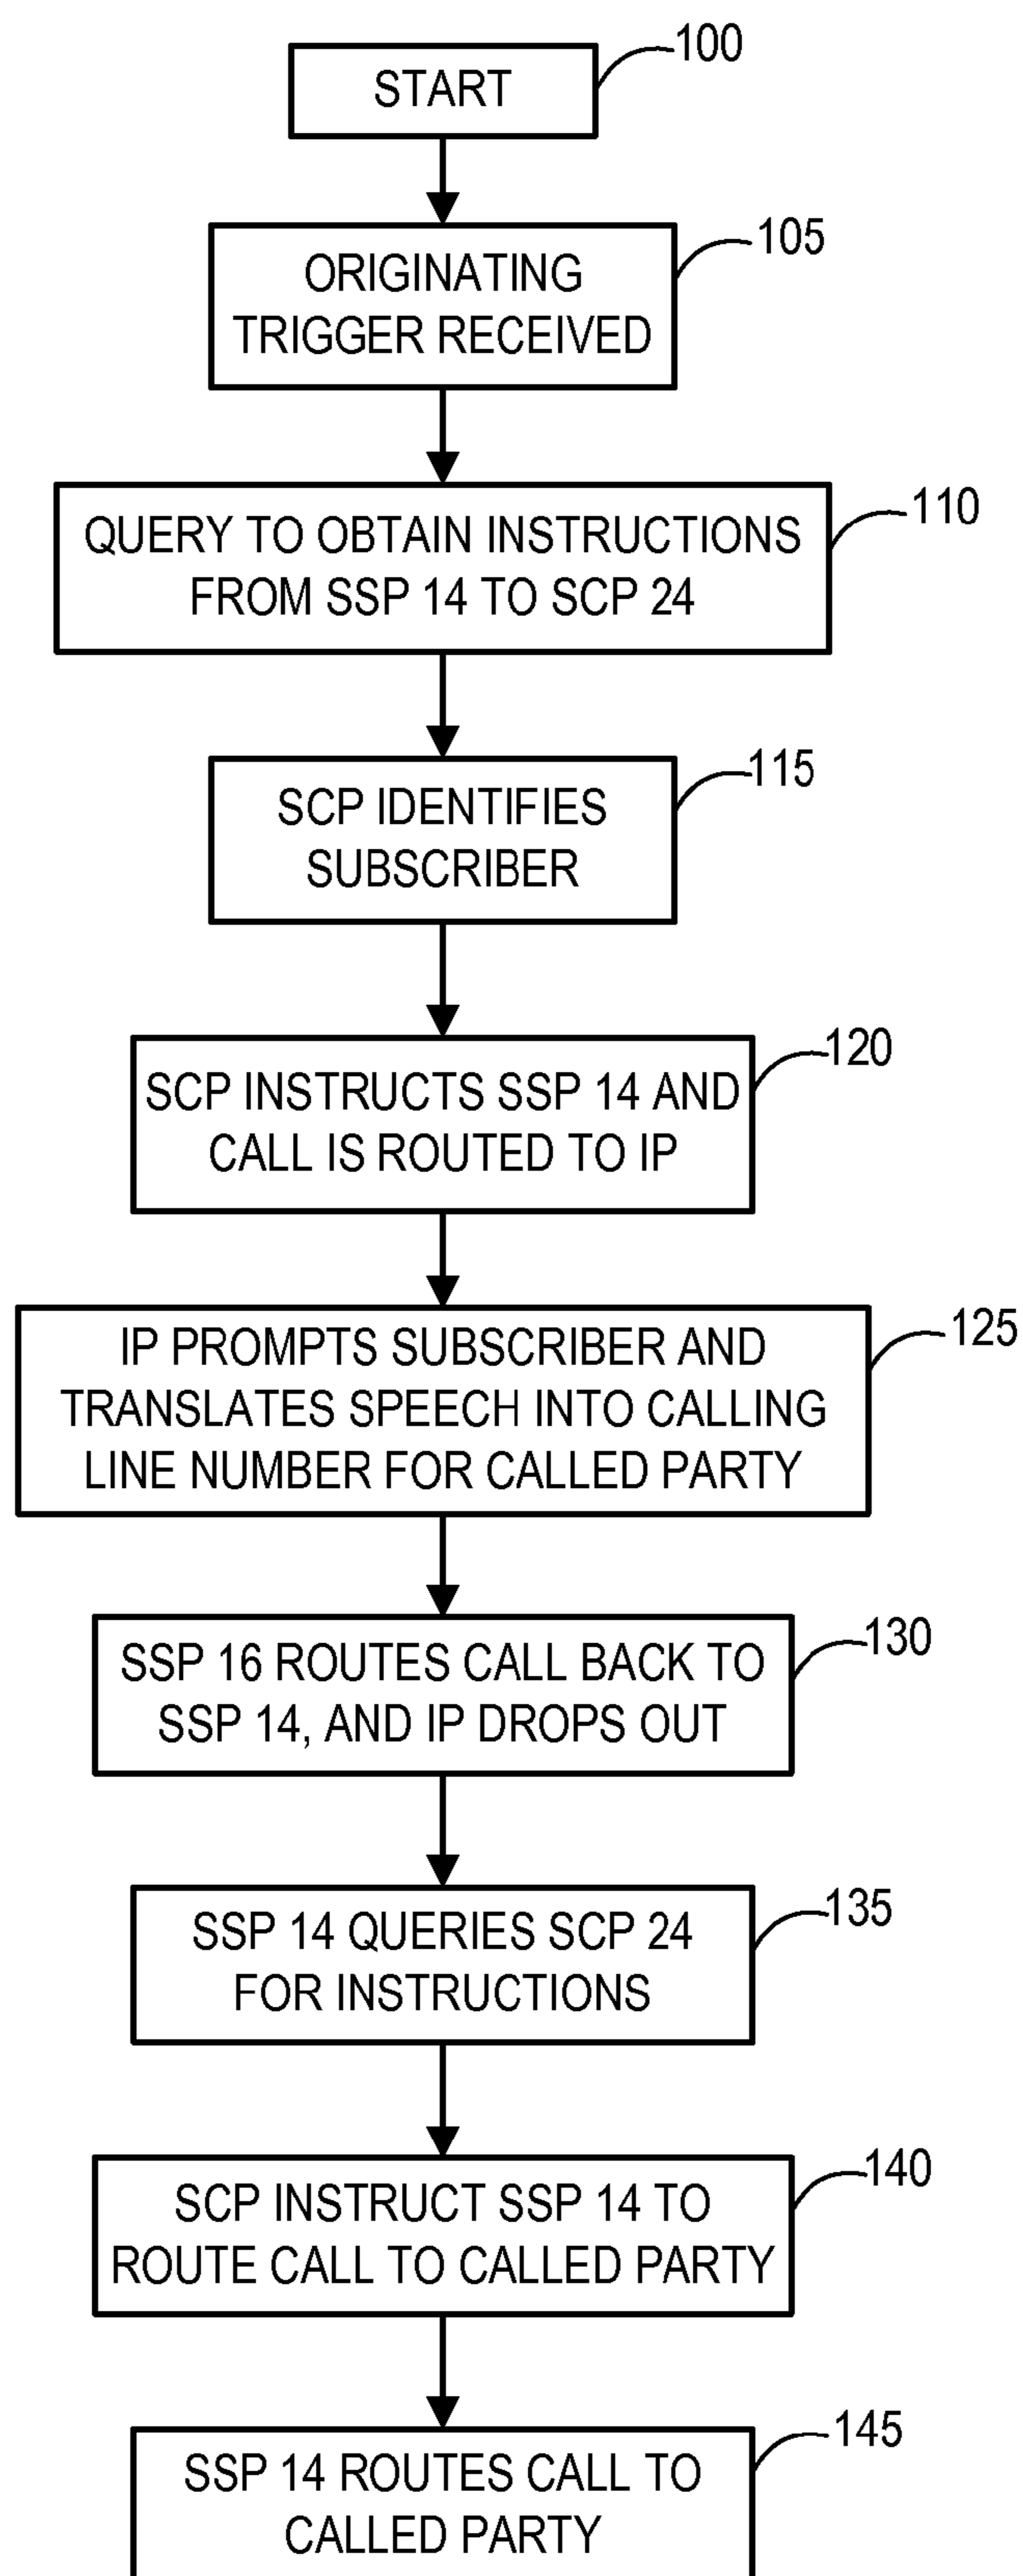 100
START
105
ORIGINATING
TRIGGER RECEIVED
110
QUERY TO OBTAIN INSTRUCTIONS
FROM SSP 14 TO SCP 24
115
SCP IDENTIFIES
SUBSCRIBER
120
SCP INSTRUCTS SSP 14 AND
CALL IS ROUTED TO IP
125
IP PROMPTS SUBSCRIBER AND
TRANSLATES SPEECH INTO CALLING
LINE NUMBER FOR CALLED PARTY
130
SSP 16 ROUTES CALL BACK TO
SSP 14, AND IP DROPS OUT
135
SSP 14 QUERIES SCP 24
FOR INSTRUCTIONS
140
SCP INSTRUCT SSP 14 TO
ROUTE CALL TO CALLED PARTY
145
SSP 14 ROUTES CALL TO
CALLED PARTY